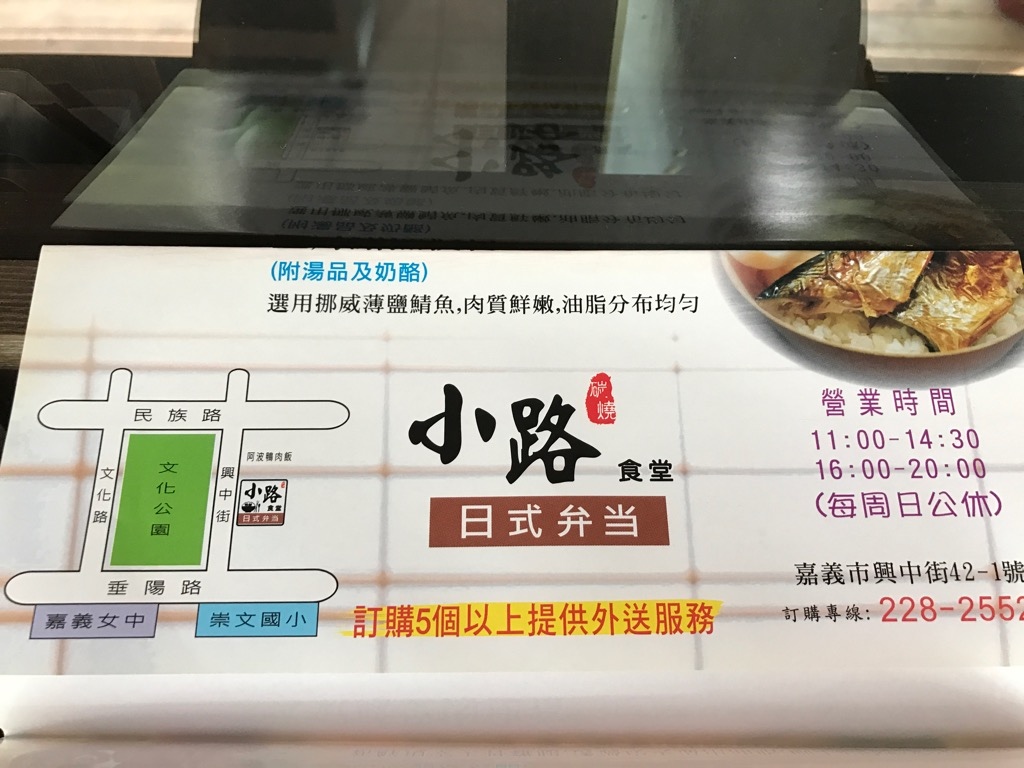 (附湯品及奶酪)
選用挪威薄鹽鯖魚,肉質鮮嫩,油脂分布均勻
民族路
文化路
文化公園
興中街
阿波鴨肉飯
小路
食堂
日式弁当
垂陽路
嘉義女中
崇文國小
碳燒
小路
食堂
日式弁当
訂購5個以上提供外送服務
營業時間
11:00-14:30
16:00-20:00
(每周日公休)
嘉義市興中街42-1號
訂購專線: 228-2552